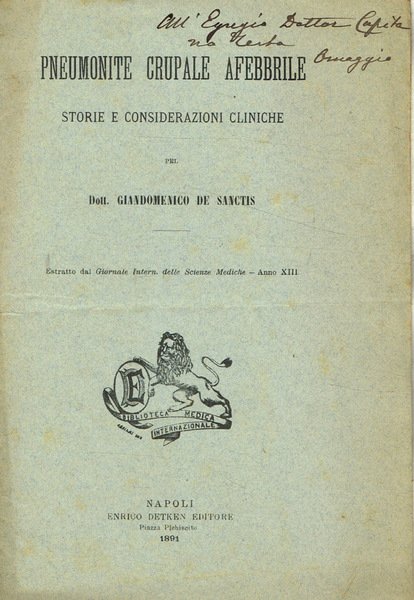 All' Egregio Dottor Capita
no Testa
Omaggio
PNEUMONITE CRUPALE AFEBBRILE
STORIE E CONSIDERAZIONI CLINICHE
PEL
Dott. GIANDOMENICO DE SANCTIS
Estratto dal Giornale Intern. delle Scienze Mediche – Anno XIII
E
BIBLIOTECA MEDICA
INTERNAZIONALE
NAPOLI
ENRICO DETKEN EDITORE
Piazza Plebiscito
1891